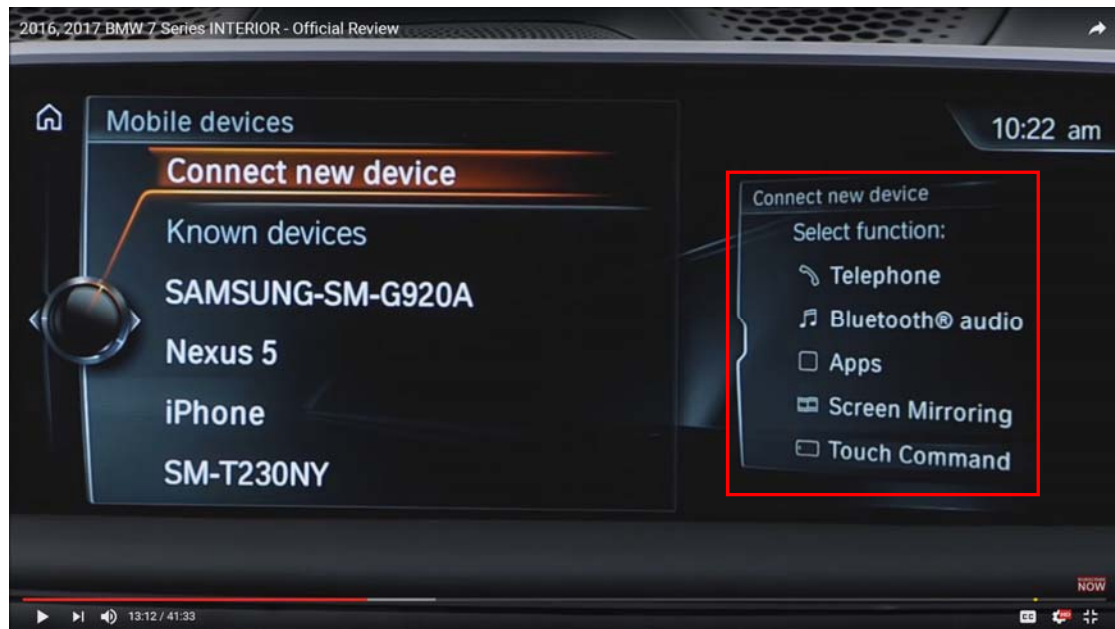 2016, 2017 BMW 7 Series INTERIOR - Official Review
Mobile devices
10:22 am
Connect new device
Known devices
SAMSUNG-SM-G920A
Nexus 5
iPhone
SM-T230NY
Connect new device
Select function:
Telephone
Bluetooth® audio
Apps
Screen Mirroring
Touch Command
SUBSCRIBE
NOW
13:12 / 41:33
CC
HD